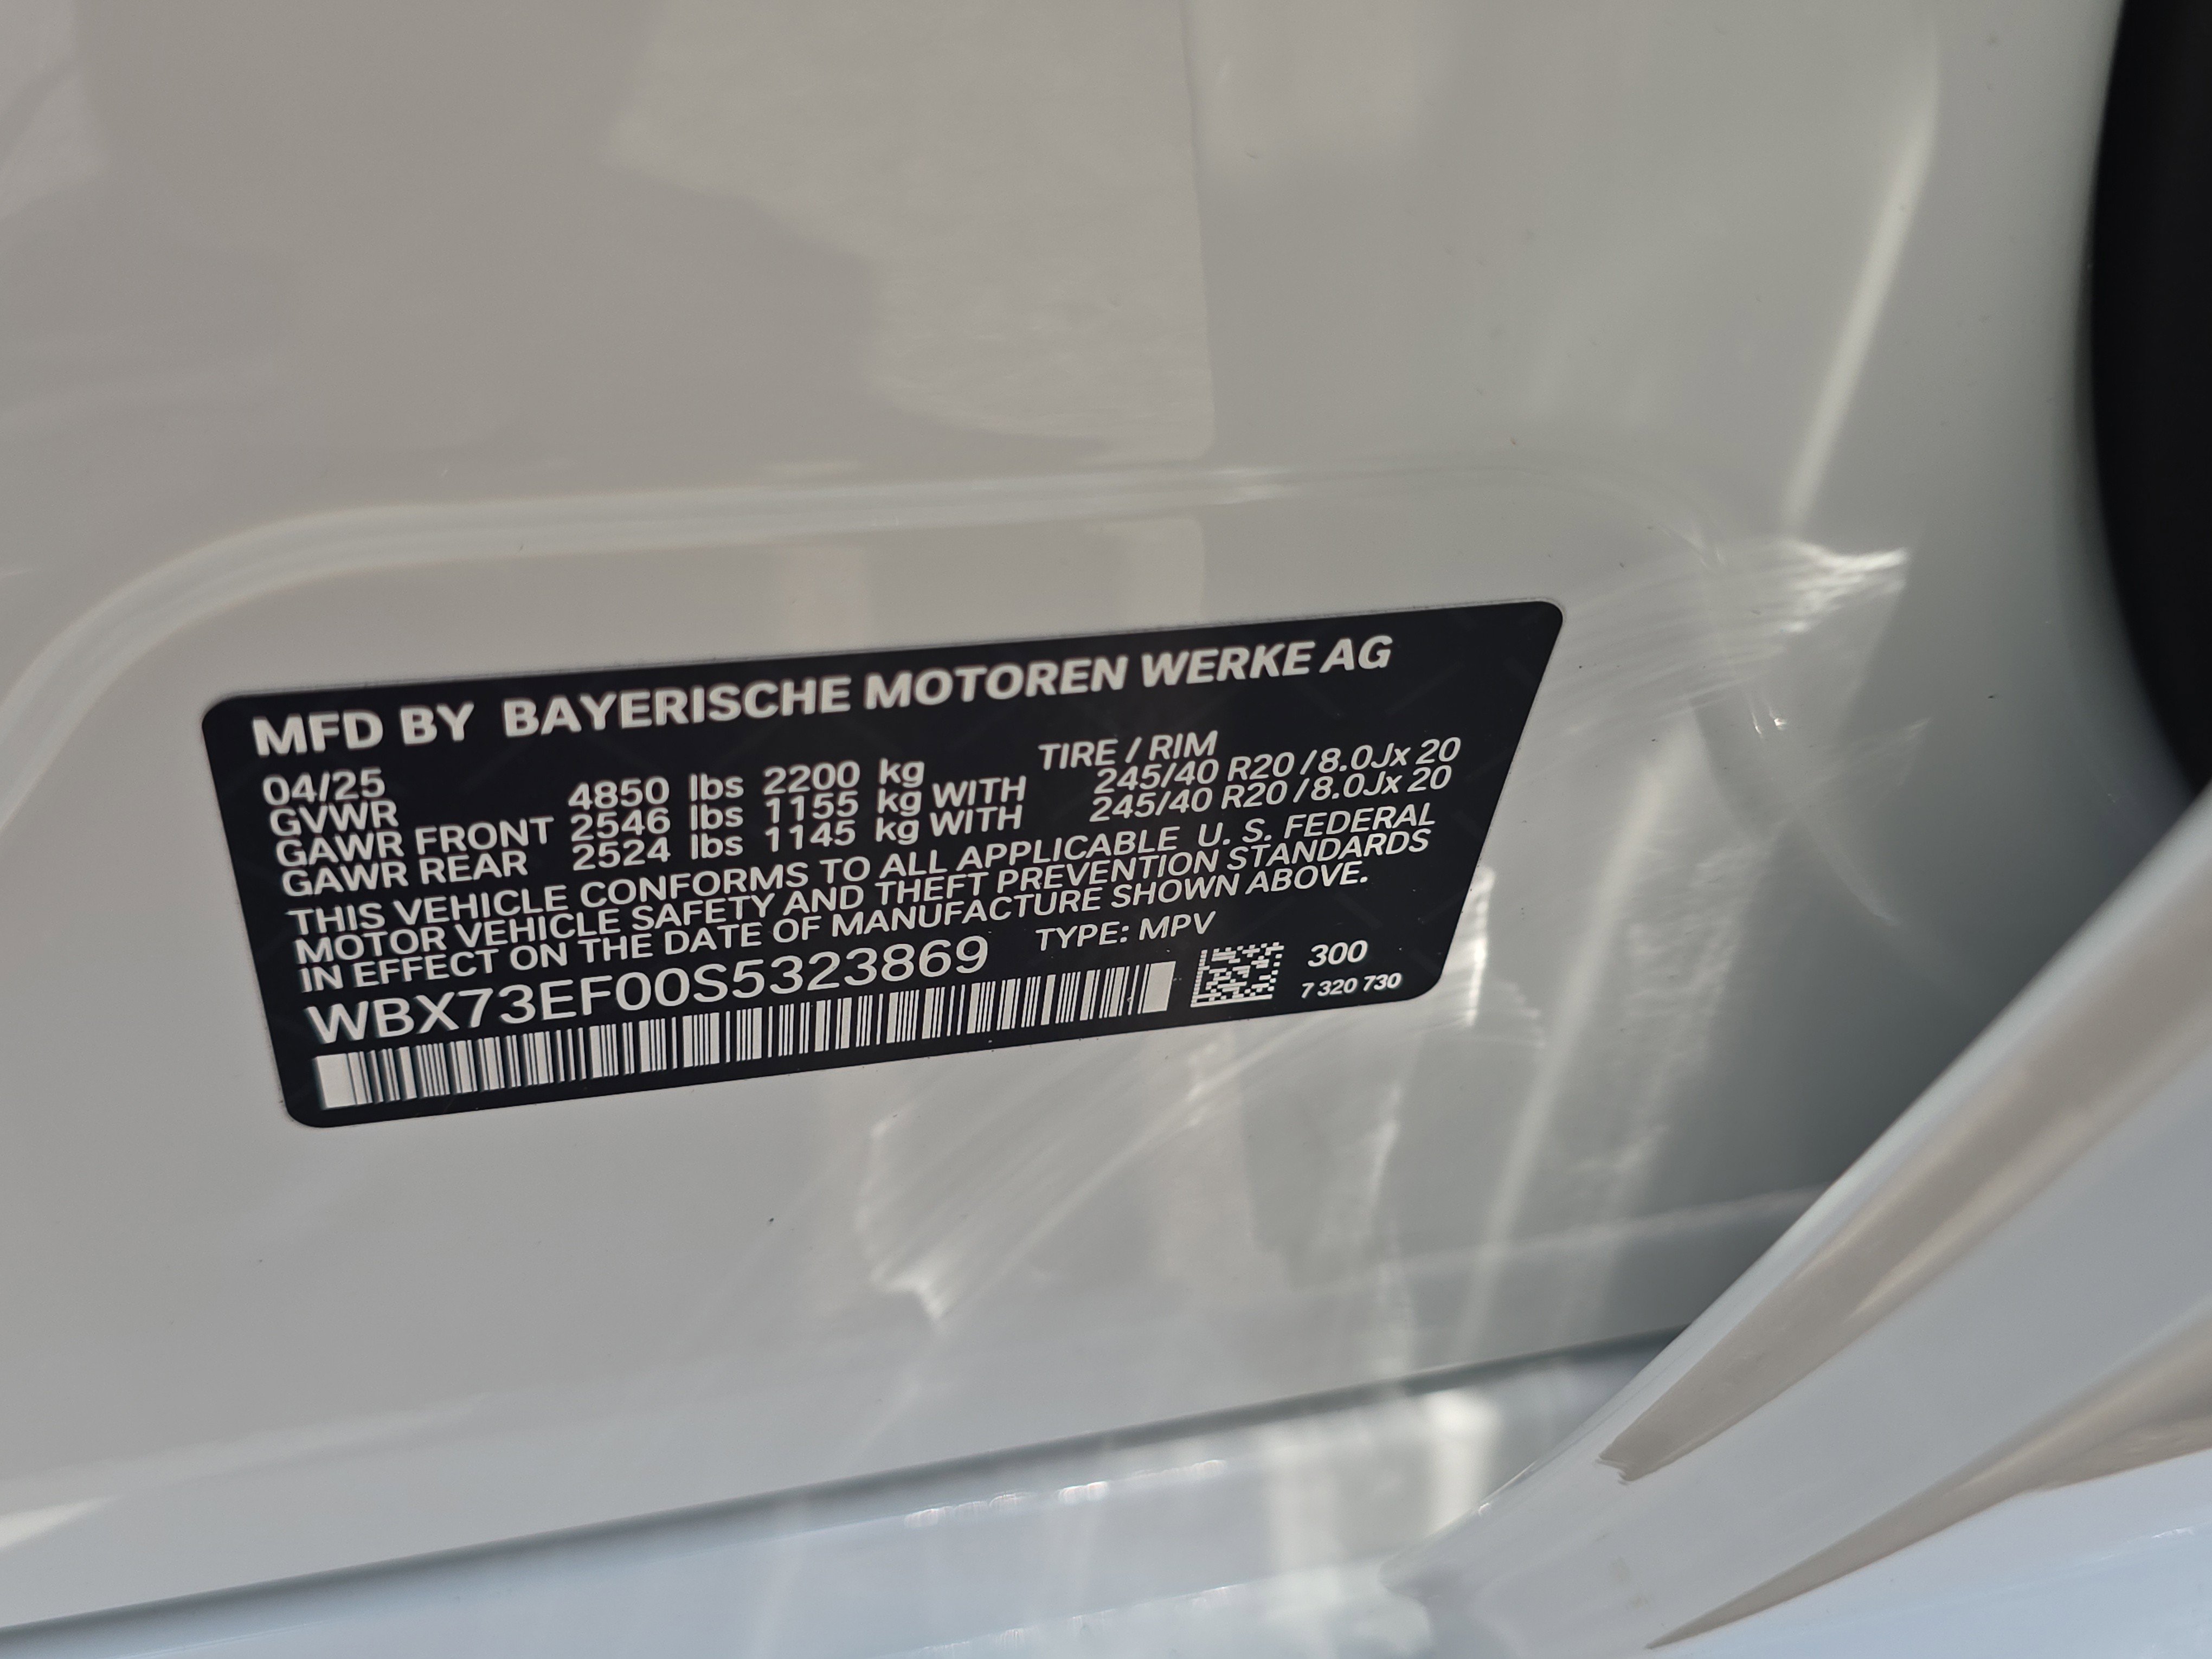 MFD BY BAYERISCHE MOTOREN WERKE AG
04/25 TIRE / RIM
GVWR 4850 lbs 2200 kg
GAWR FRONT 2546 lbs 1155 kg WITH 245/40 R20 / 8.0Jx 20
GAWR REAR 2524 lbs 1145 kg WITH 245/40 R20 / 8.0Jx 20
THIS VEHICLE CONFORMS TO ALL APPLICABLE U. S. FEDERAL
MOTOR VEHICLE SAFETY AND THEFT PREVENTION STANDARDS
IN EFFECT ON THE DATE OF MANUFACTURE SHOWN ABOVE.
WBX73EF00S5323869 TYPE: MPV
300
7 320 730